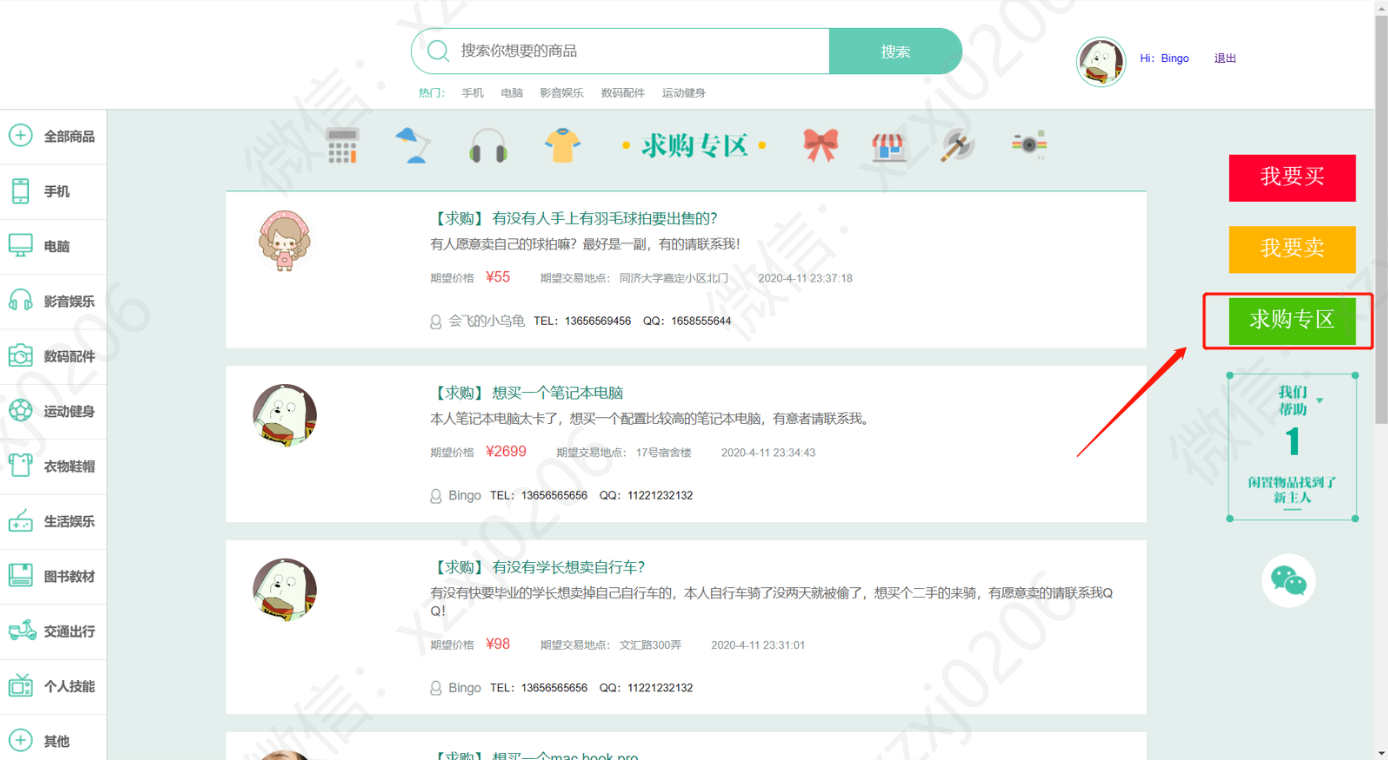 搜索你想要的商品
搜索
Hi：Bingo 退出
热门： 手机 电脑 影音娱乐 数码配件 运动健身
全部商品
手机
电脑
影音娱乐
数码配件
运动健身
衣物鞋帽
生活娱乐
图书教材
交通出行
个人技能
其他
· 求购专区 ·
【求购】 有没有人手上有羽毛球拍要出售的？
有人愿意卖自己的球拍嘛？最好是一副，有的请联系我！
期望价格 ¥55 期望交易地点： 同济大学嘉定小区北门 2020-4-11 23:37:18
会飞的小乌龟 TEL：13656569456 QQ：1658555644
【求购】 想买一个笔记本电脑
本人笔记本电脑太卡了，想买一个配置比较高的笔记本电脑，有意者请联系我。
期望价格 ¥2699 期望交易地点： 17号宿舍楼 2020-4-11 23:34:43
Bingo TEL：13656565656 QQ：11221232132
【求购】 有没有学长想卖自行车？
有没有快要毕业的学长想卖掉自己自行车的，本人自行车骑了没两天就被偷了，想买个二手的来骑，有愿意卖的请联系我Q
Q！
期望价格 ¥98 期望交易地点： 文汇路300弄 2020-4-11 23:31:01
Bingo TEL：13656565656 QQ：11221232132
【求购】 想买一个mac book pro
我要买
我要卖
求购专区
我们
帮助
1
闲置物品找到了
新主人
微信：xzxj0206
微信：xzxj0206
微信：xzxj0206
微信：xzxj0206
微信：xzxj0206